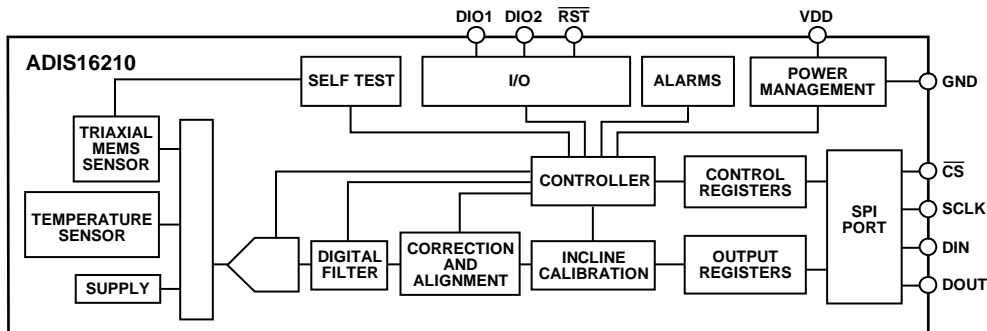 DIO1 DIO2 RST VDD
ADIS16210
SELF TEST
I/O
ALARMS
POWER
MANAGEMENT
GND
TRIAXIAL
MEMS
SENSOR
CONTROLLER
CONTROL
REGISTERS
CS
TEMPERATURE
SENSOR
SPI
PORT
SCLK
DIGITAL
FILTER
CORRECTION
AND
ALIGNMENT
INCLINE
CALIBRATION
OUTPUT
REGISTERS
DIN
SUPPLY
DOUT